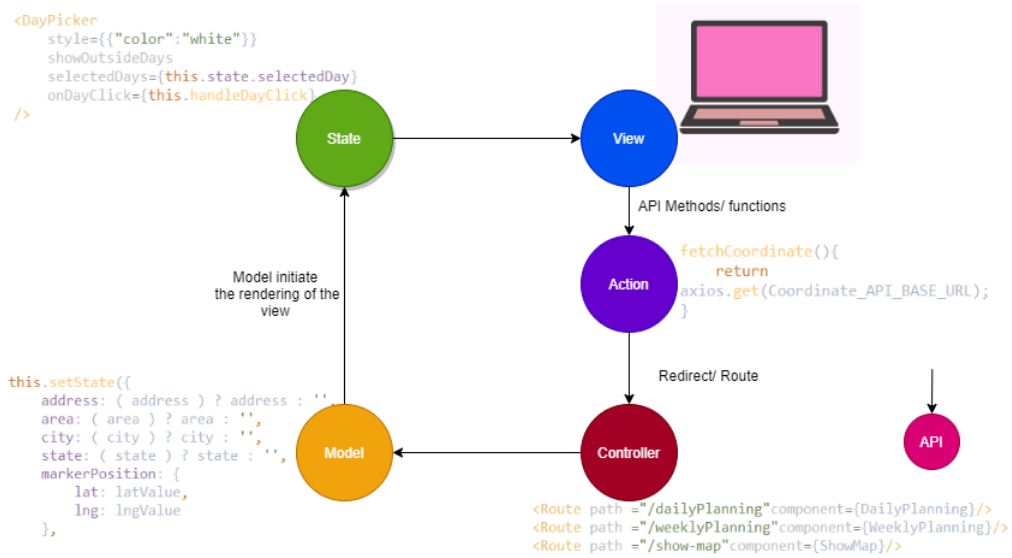 <DayPicker
style={{"color":"white"}}
showOutsideDays
selectedDays={this.state.selectedDay}
onDayClick={this.handleDayClick}
/>
State
View
API Methods/ functions
Action
fetchCoordinate(){
return
axios.get(Coordinate_API_BASE_URL);
}
Model initiate
the rendering of the
view
Redirect/ Route
this.setState({
address: ( address ) ? address : '',
area: ( area ) ? area : '',
city: ( city ) ? city : '',
state: ( state ) ? state : '',
markerPosition: {
lat: latValue,
lng: lngValue
},
Model
Controller
API
<Route path ="/dailyPlanning"component={DailyPlanning}/>
<Route path ="/weeklyPlanning"component={WeeklyPlanning}/>
<Route path ="/show-map"component={ShowMap}/>